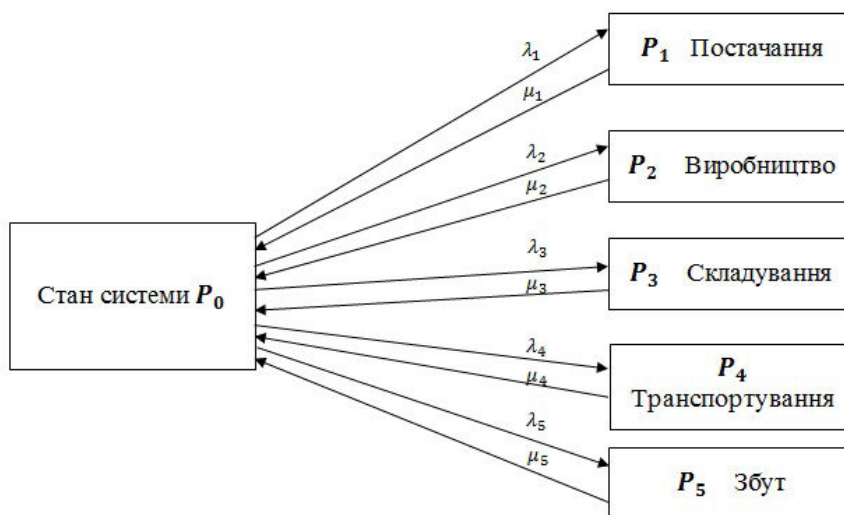 λ₁
μ₁
P₁ Постачання
λ₂
μ₂
P₂ Виробництво
Стан системи P₀
λ₃
μ₃
P₃ Складування
λ₄
μ₄
P₄
Транспортування
λ₅
μ₅
P₅ Збут